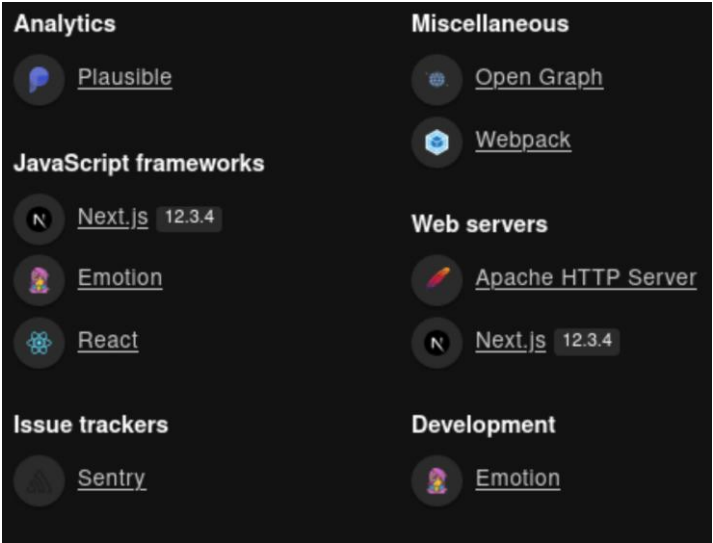 Analytics
Plausible
JavaScript frameworks
Next.js 12.3.4
Emotion
React
Issue trackers
Sentry
Miscellaneous
Open Graph
Webpack
Web servers
Apache HTTP Server
Next.js 12.3.4
Development
Emotion